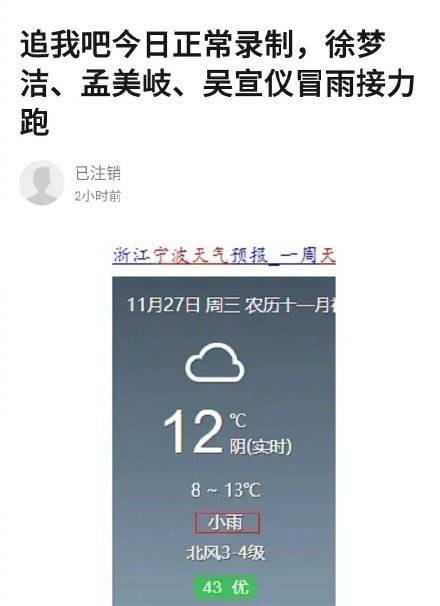 追我吧今日正常录制，徐梦
洁、孟美岐、吴宣仪冒雨接力
跑
已注销
2小时前
浙江宁波天气预报_一周天
11月27日 周三 农历十一月初
12℃
阴(实时)
8 ~ 13℃
小雨
北风3-4级
43 优